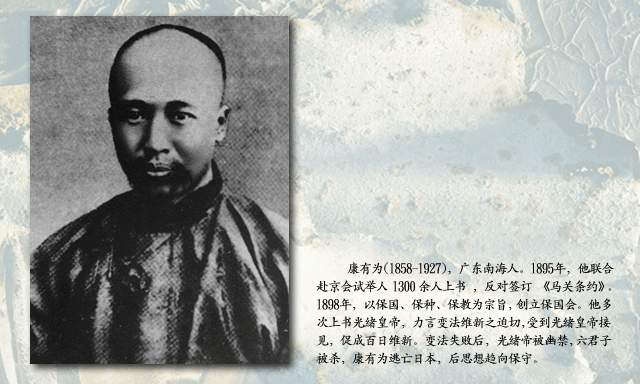 康有为(1858-1927)，广东南海人。1895年，他联合
赴京会试举人 1300 余人上书 ，反对签订 《马关条约》。
1898年，以保国、保种、保教为宗旨，创立保国会。他多
次上书光绪皇帝，力言变法维新之迫切，受到光绪皇帝接
见，促成百日维新。变法失败后，光绪帝被幽禁，六君子
被杀，康有为逃亡日本，后思想趋向保守。